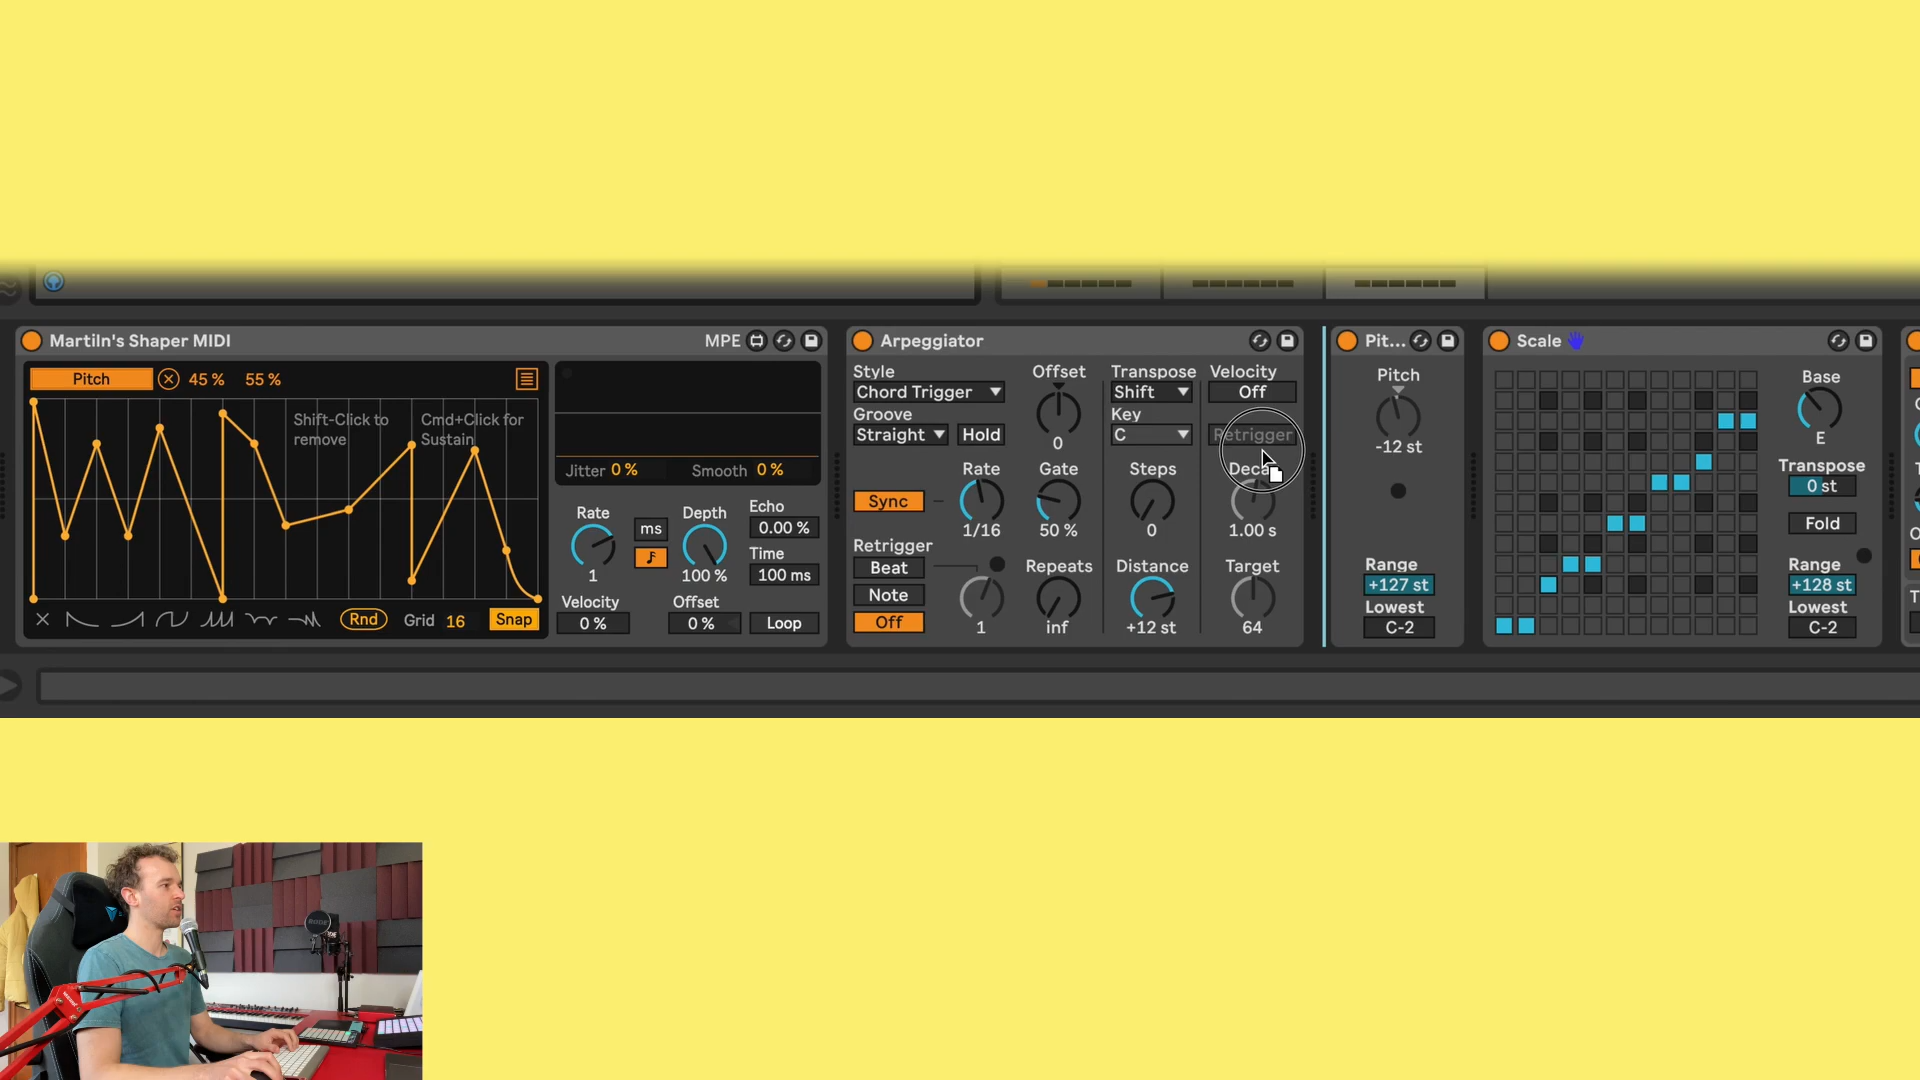 Martiln's Shaper MIDI
MPE
Pitch
45 %
55 %
Shift-Click to
remove
Cmd+Click for
Sustain
Rnd
Grid
16
Snap
Jitter 0 %
Smooth 0 %
Rate
1
ms
Depth
100 %
Echo
0.00 %
Time
100 ms
Velocity
0 %
Offset
0 %
Loop
Arpeggiator
Style
Chord Trigger
Groove
Straight
Hold
Offset
0
Sync
Rate
1/16
Gate
50 %
Retrigger
Beat
Note
Off
1
Repeats
inf
Transpose
Shift
Key
C
Steps
0
Distance
+12 st
Velocity
Off
Retrigger
1.00 s
Target
64
Pit...
Pitch
-12 st
Range
+127 st
Lowest
C-2
Scale
Base
E
Transpose
0 st
Fold
Range
+128 st
Lowest
C-2
RODE